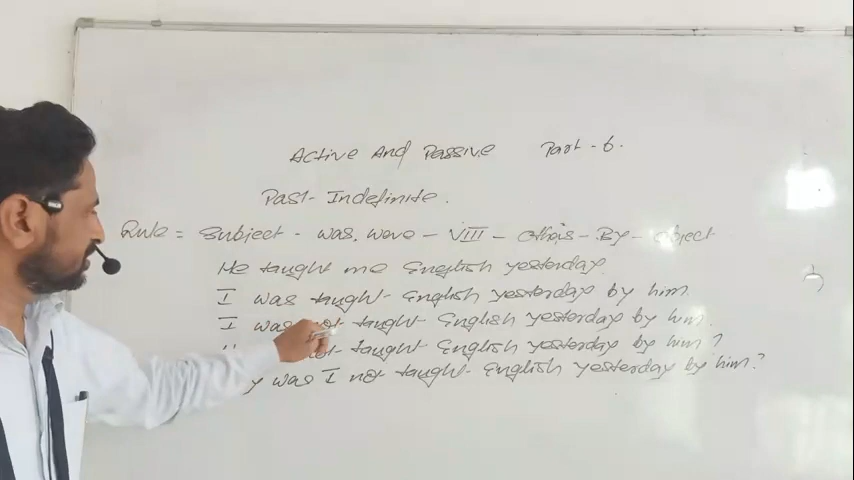 Active And Passive Part - 6.
Past - Indefinite.
Rule = Subject - was, were - VIII - Others - By - object
He taught me English yesterday.
I was taught English yesterday by him.
I was not taught English yesterday by him.
not taught English yesterday by him?
was I not taught English yesterday by him?